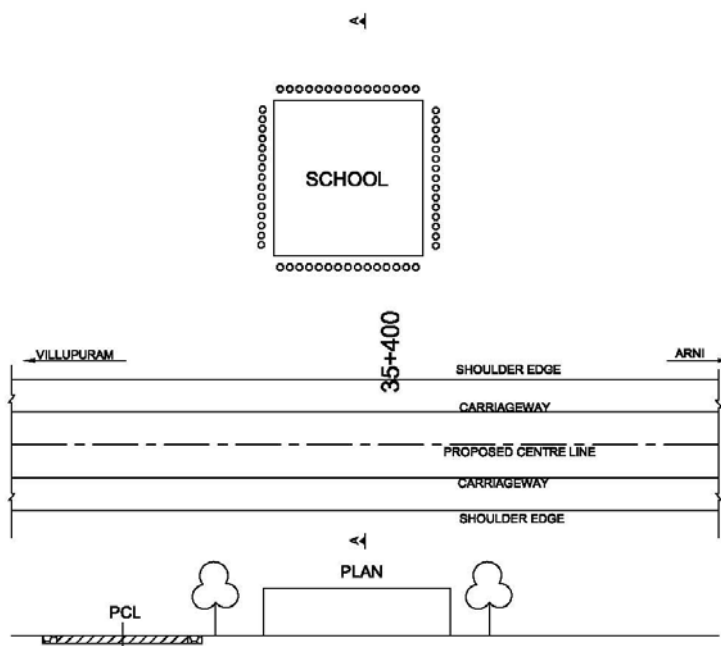 A
SCHOOL
35+400
VILLUPURAM
ARNI
SHOULDER EDGE
CARRIAGEWAY
PROPOSED CENTRE LINE
CARRIAGEWAY
SHOULDER EDGE
A
PLAN
PCL